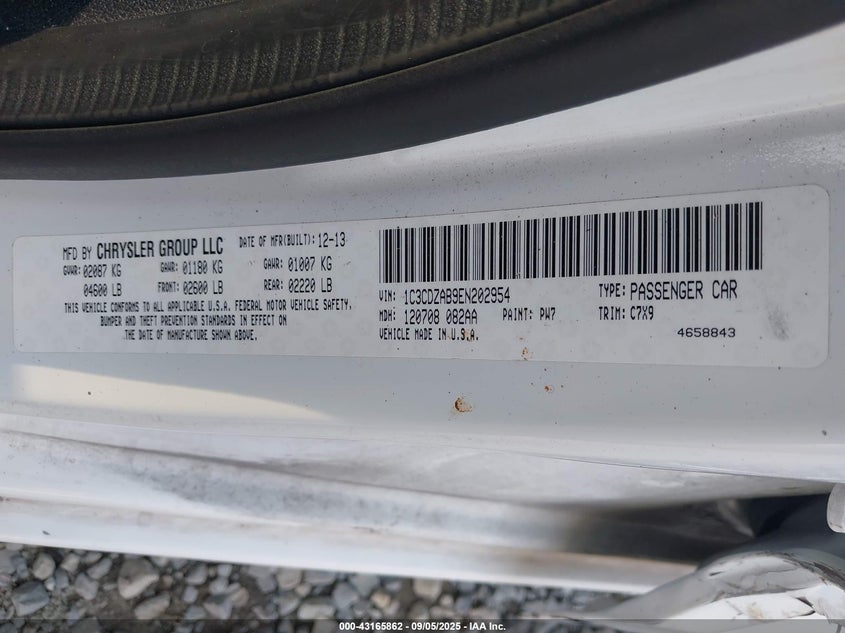 MFD BY CHRYSLER GROUP LLC DATE OF MFR(BUILT): 12-13
GVWR: 02087 KG GAWR: 01180 KG GAWR: 01007 KG
04600 LB FRONT: 02600 LB REAR: 02220 LB
THIS VEHICLE CONFORMS TO ALL APPLICABLE U.S.A. FEDERAL MOTOR VEHICLE SAFETY,
BUMPER AND THEFT PREVENTION STANDARDS IN EFFECT ON
THE DATE OF MANUFACTURE SHOWN ABOVE.
VIN: 1C3CDZAB9EN202954 TYPE: PASSENGER CAR
MDH: 120708 082AA PAINT: PW7 TRIM: C7X9
VEHICLE MADE IN U.S.A. 4658843
000-43165862 - 09/05/2025 - IAA Inc.